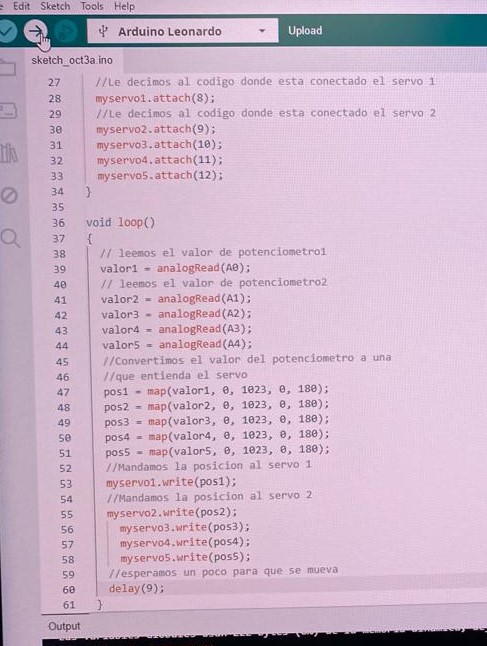 Edit Sketch Tools Help
Arduino Leonardo
Upload
sketch_oct3a.ino
27 //Le decimos al codigo donde esta conectado el servo 1
28 myservo1.attach(8);
29 //Le decimos al codigo donde esta conectado el servo 2
30 myservo2.attach(9);
31 myservo3.attach(10);
32 myservo4.attach(11);
33 myservo5.attach(12);
34 }
35
36 void loop()
37 {
38 // leemos el valor de potenciometro1
39 valor1 = analogRead(A0);
40 // leemos el valor de potenciometro2
41 valor2 = analogRead(A1);
42 valor3 = analogRead(A2);
43 valor4 = analogRead(A3);
44 valor5 = analogRead(A4);
45 //Convertimos el valor del potenciometro a una
46 //que entienda el servo
47 pos1 = map(valor1, 0, 1023, 0, 180);
48 pos2 = map(valor2, 0, 1023, 0, 180);
49 pos3 = map(valor3, 0, 1023, 0, 180);
50 pos4 = map(valor4, 0, 1023, 0, 180);
51 pos5 = map(valor5, 0, 1023, 0, 180);
52 //Mandamos la posicion al servo 1
53 myservo1.write(pos1);
54 //Mandamos la posicion al servo 2
55 myservo2.write(pos2);
56 myservo3.write(pos3);
57 myservo4.write(pos4);
58 myservo5.write(pos5);
59 //esperamos un poco para que se mueva
60 delay(9);
61 }
Output